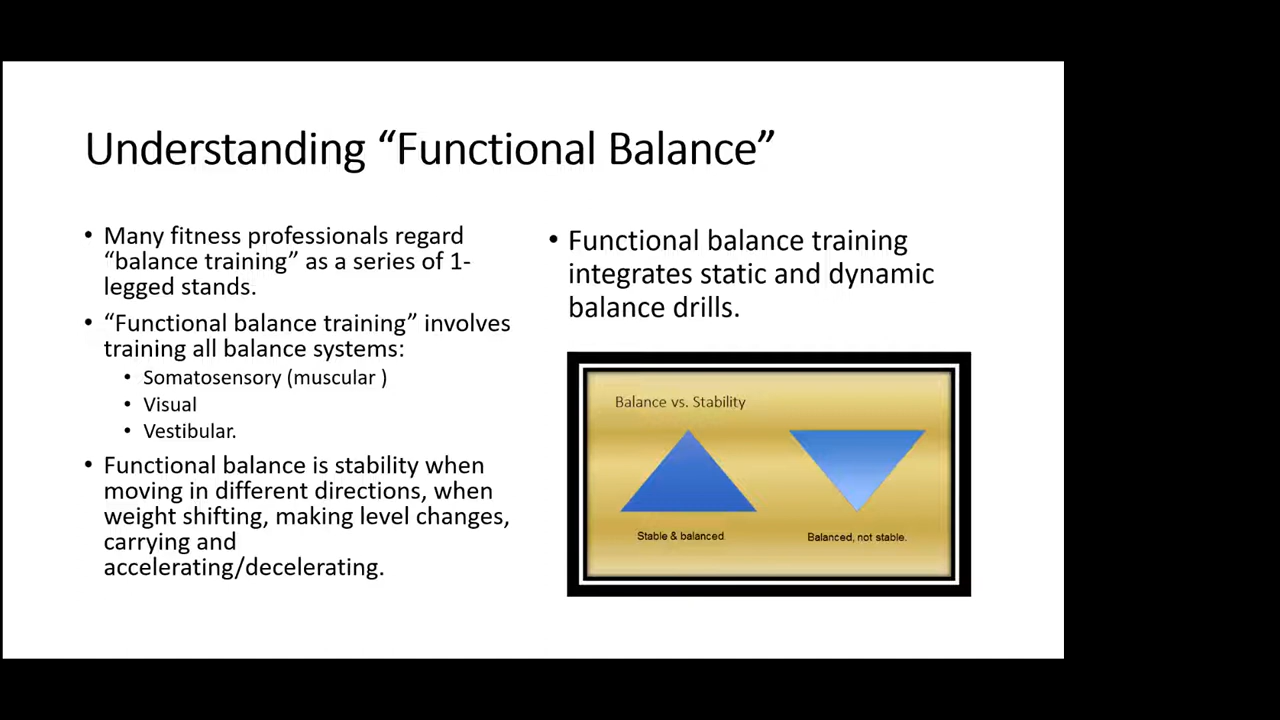 Understanding “Functional Balance”
• Many fitness professionals regard
“balance training” as a series of 1-
legged stands.
• “Functional balance training” involves
training all balance systems:
• Somatosensory (muscular )
• Visual
• Vestibular.
• Functional balance is stability when
moving in different directions, when
weight shifting, making level changes,
carrying and
accelerating/decelerating.
• Functional balance training
integrates static and dynamic
balance drills.
Balance vs. Stability
Stable & balanced
Balanced, not stable.